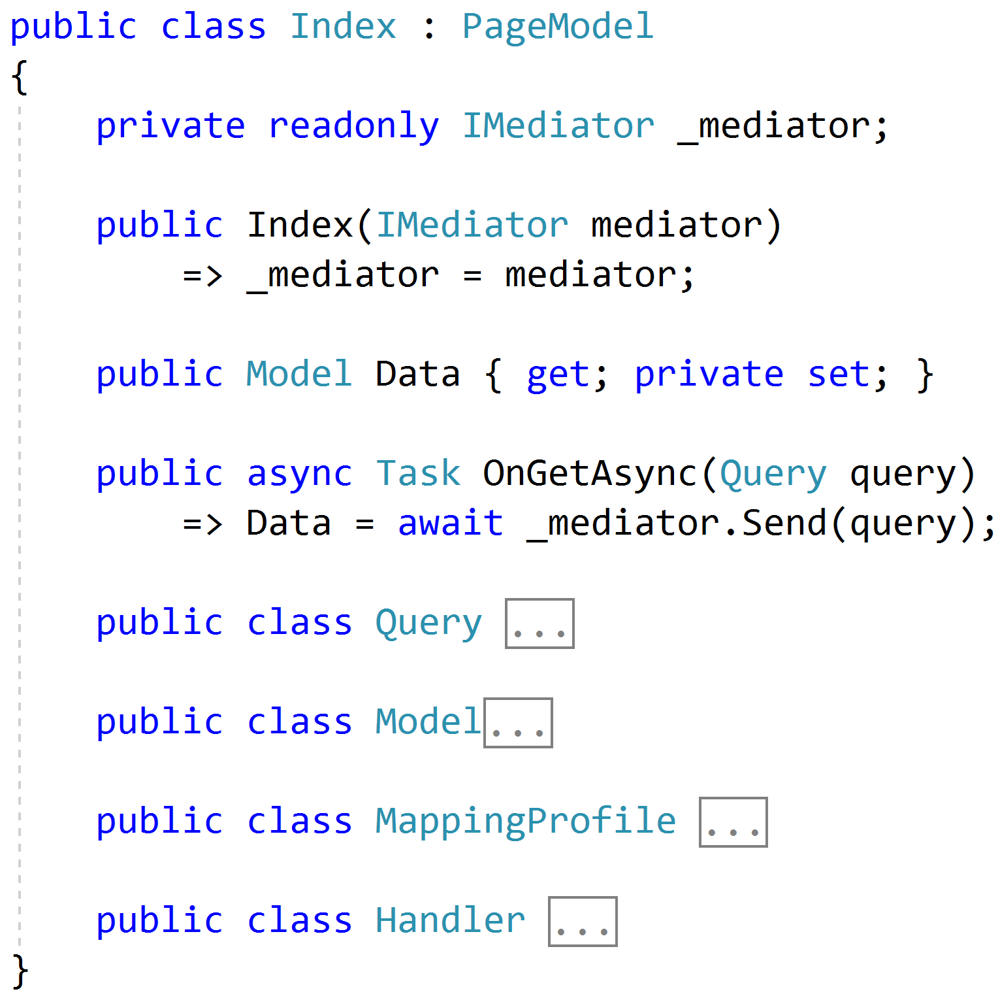 public class Index : PageModel
{
    private readonly IMediator _mediator;
    public Index(IMediator mediator)
        => _mediator = mediator;
    public Model Data { get; private set; }
    public async Task OnGetAsync(Query query)
        => Data = await _mediator.Send(query);
    public class Query ...
    public class Model...
    public class MappingProfile ...
    public class Handler ...
}